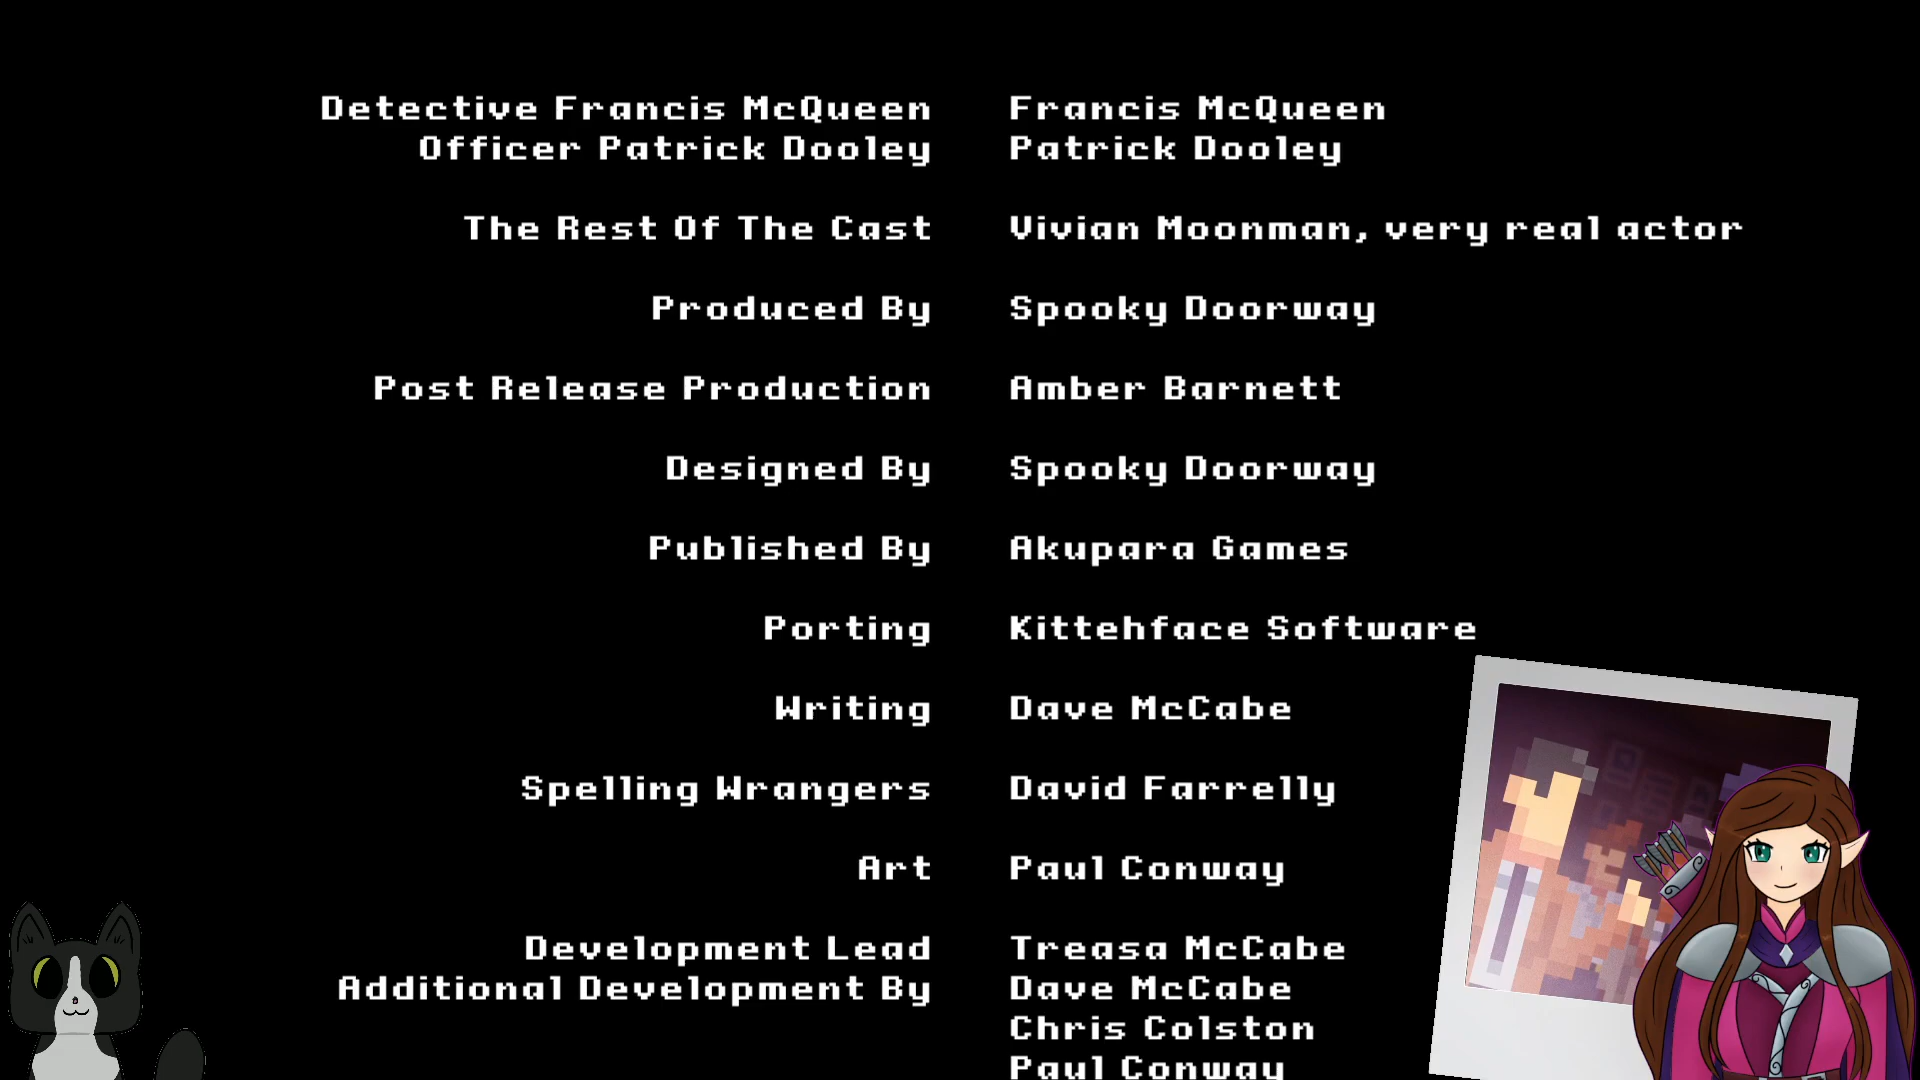 Detective Francis McQueen Francis McQueen
Officer Patrick Dooley Patrick Dooley
The Rest Of The Cast Vivian Moonman, very real actor
Produced By Spooky Doorway
Post Release Production Amber Barnett
Designed By Spooky Doorway
Published By Akupara Games
Porting Kittehface Software
Writing Dave McCabe
Spelling Wrangers David Farrelly
Art Paul Conway
Development Lead Treasa McCabe
Additional Development By Dave McCabe
Chris Colston
Paul Conway